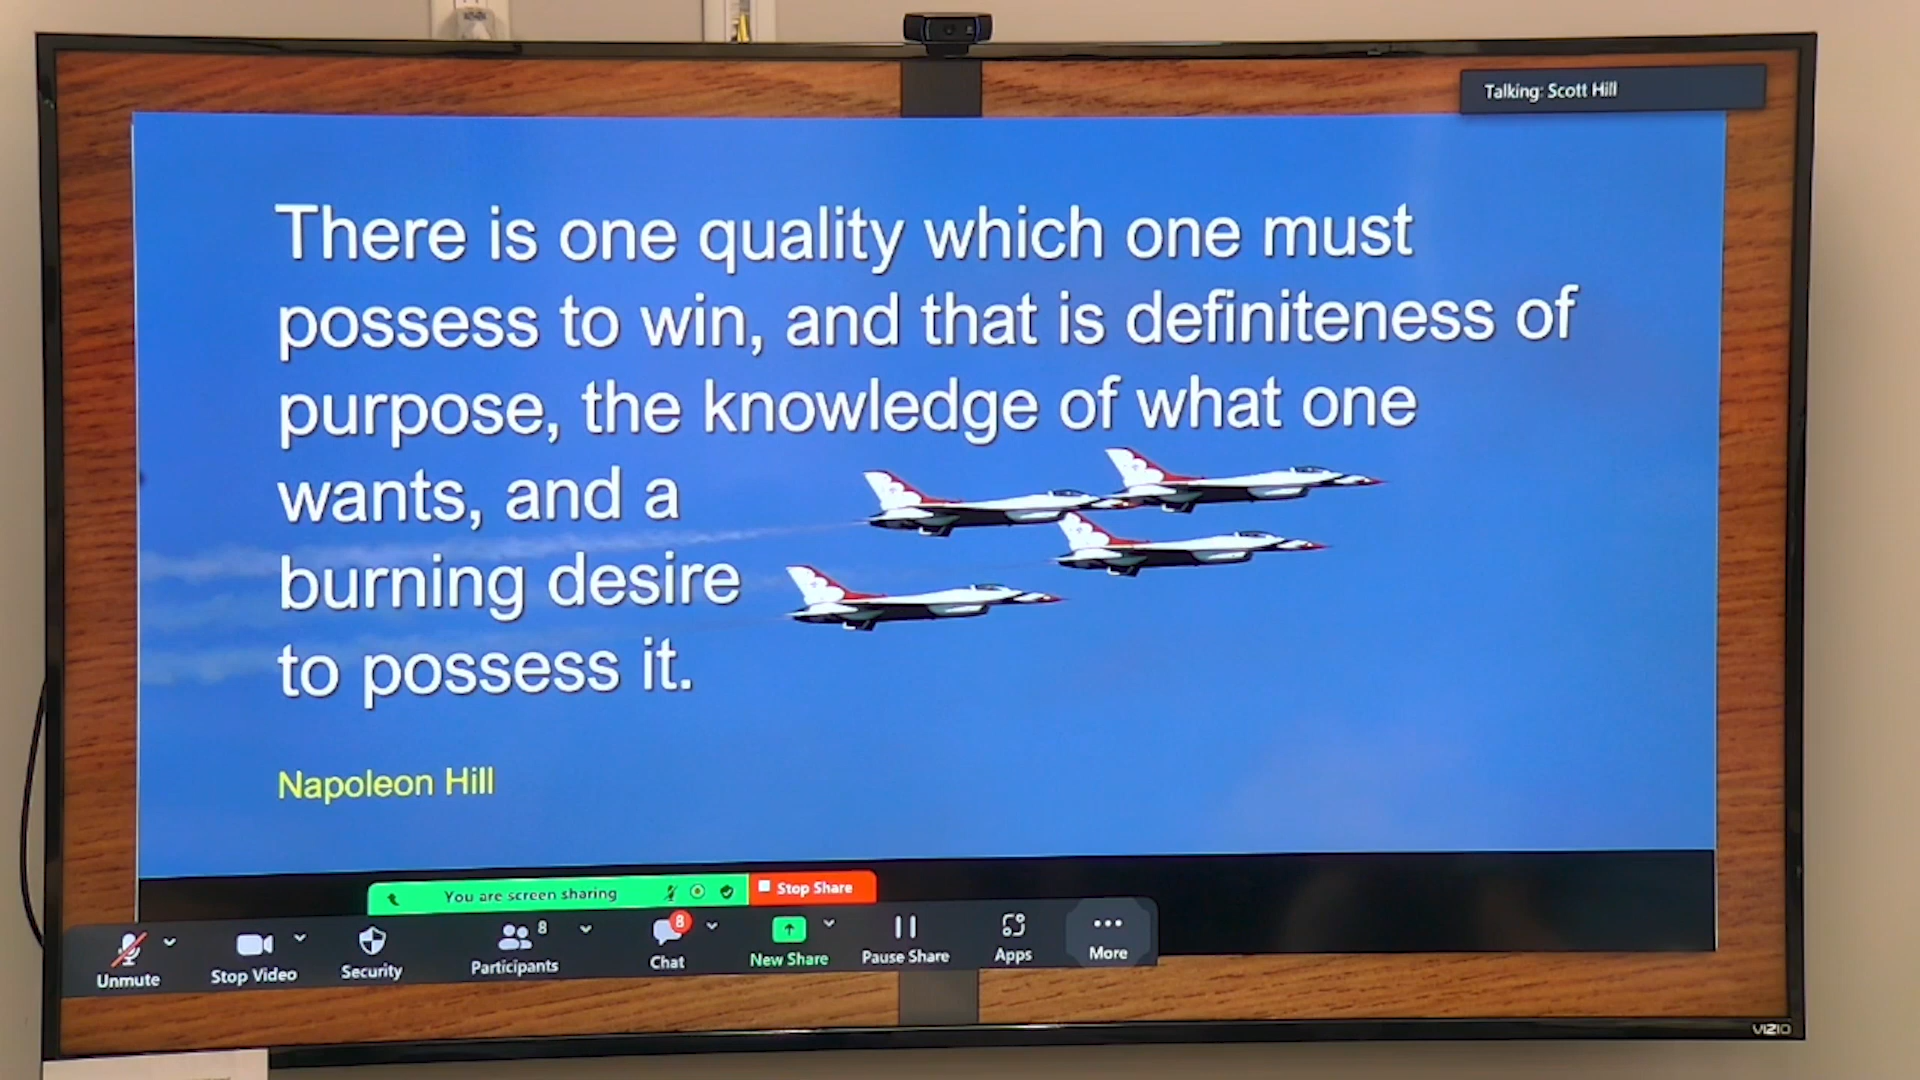 Talking: Scott Hill
There is one quality which one must
possess to win, and that is definiteness of
purpose, the knowledge of what one
wants, and a
burning desire
to possess it.
Napoleon Hill
You are screen sharing
Stop Share
Unmute
Stop Video
Security
8
Participants
8
Chat
New Share
Pause Share
Apps
More
VIZIO